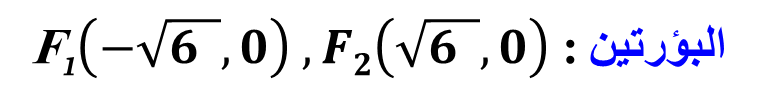 البؤرتين : F₁(−√6 , 0) , F₂(√6 , 0)